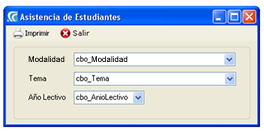 Asistencia de Estudiantes
Imprimir Salir
Modalidad cbo_Modalidad
Tema cbo_Tema
Año Lectivo cbo_AnioLectivo